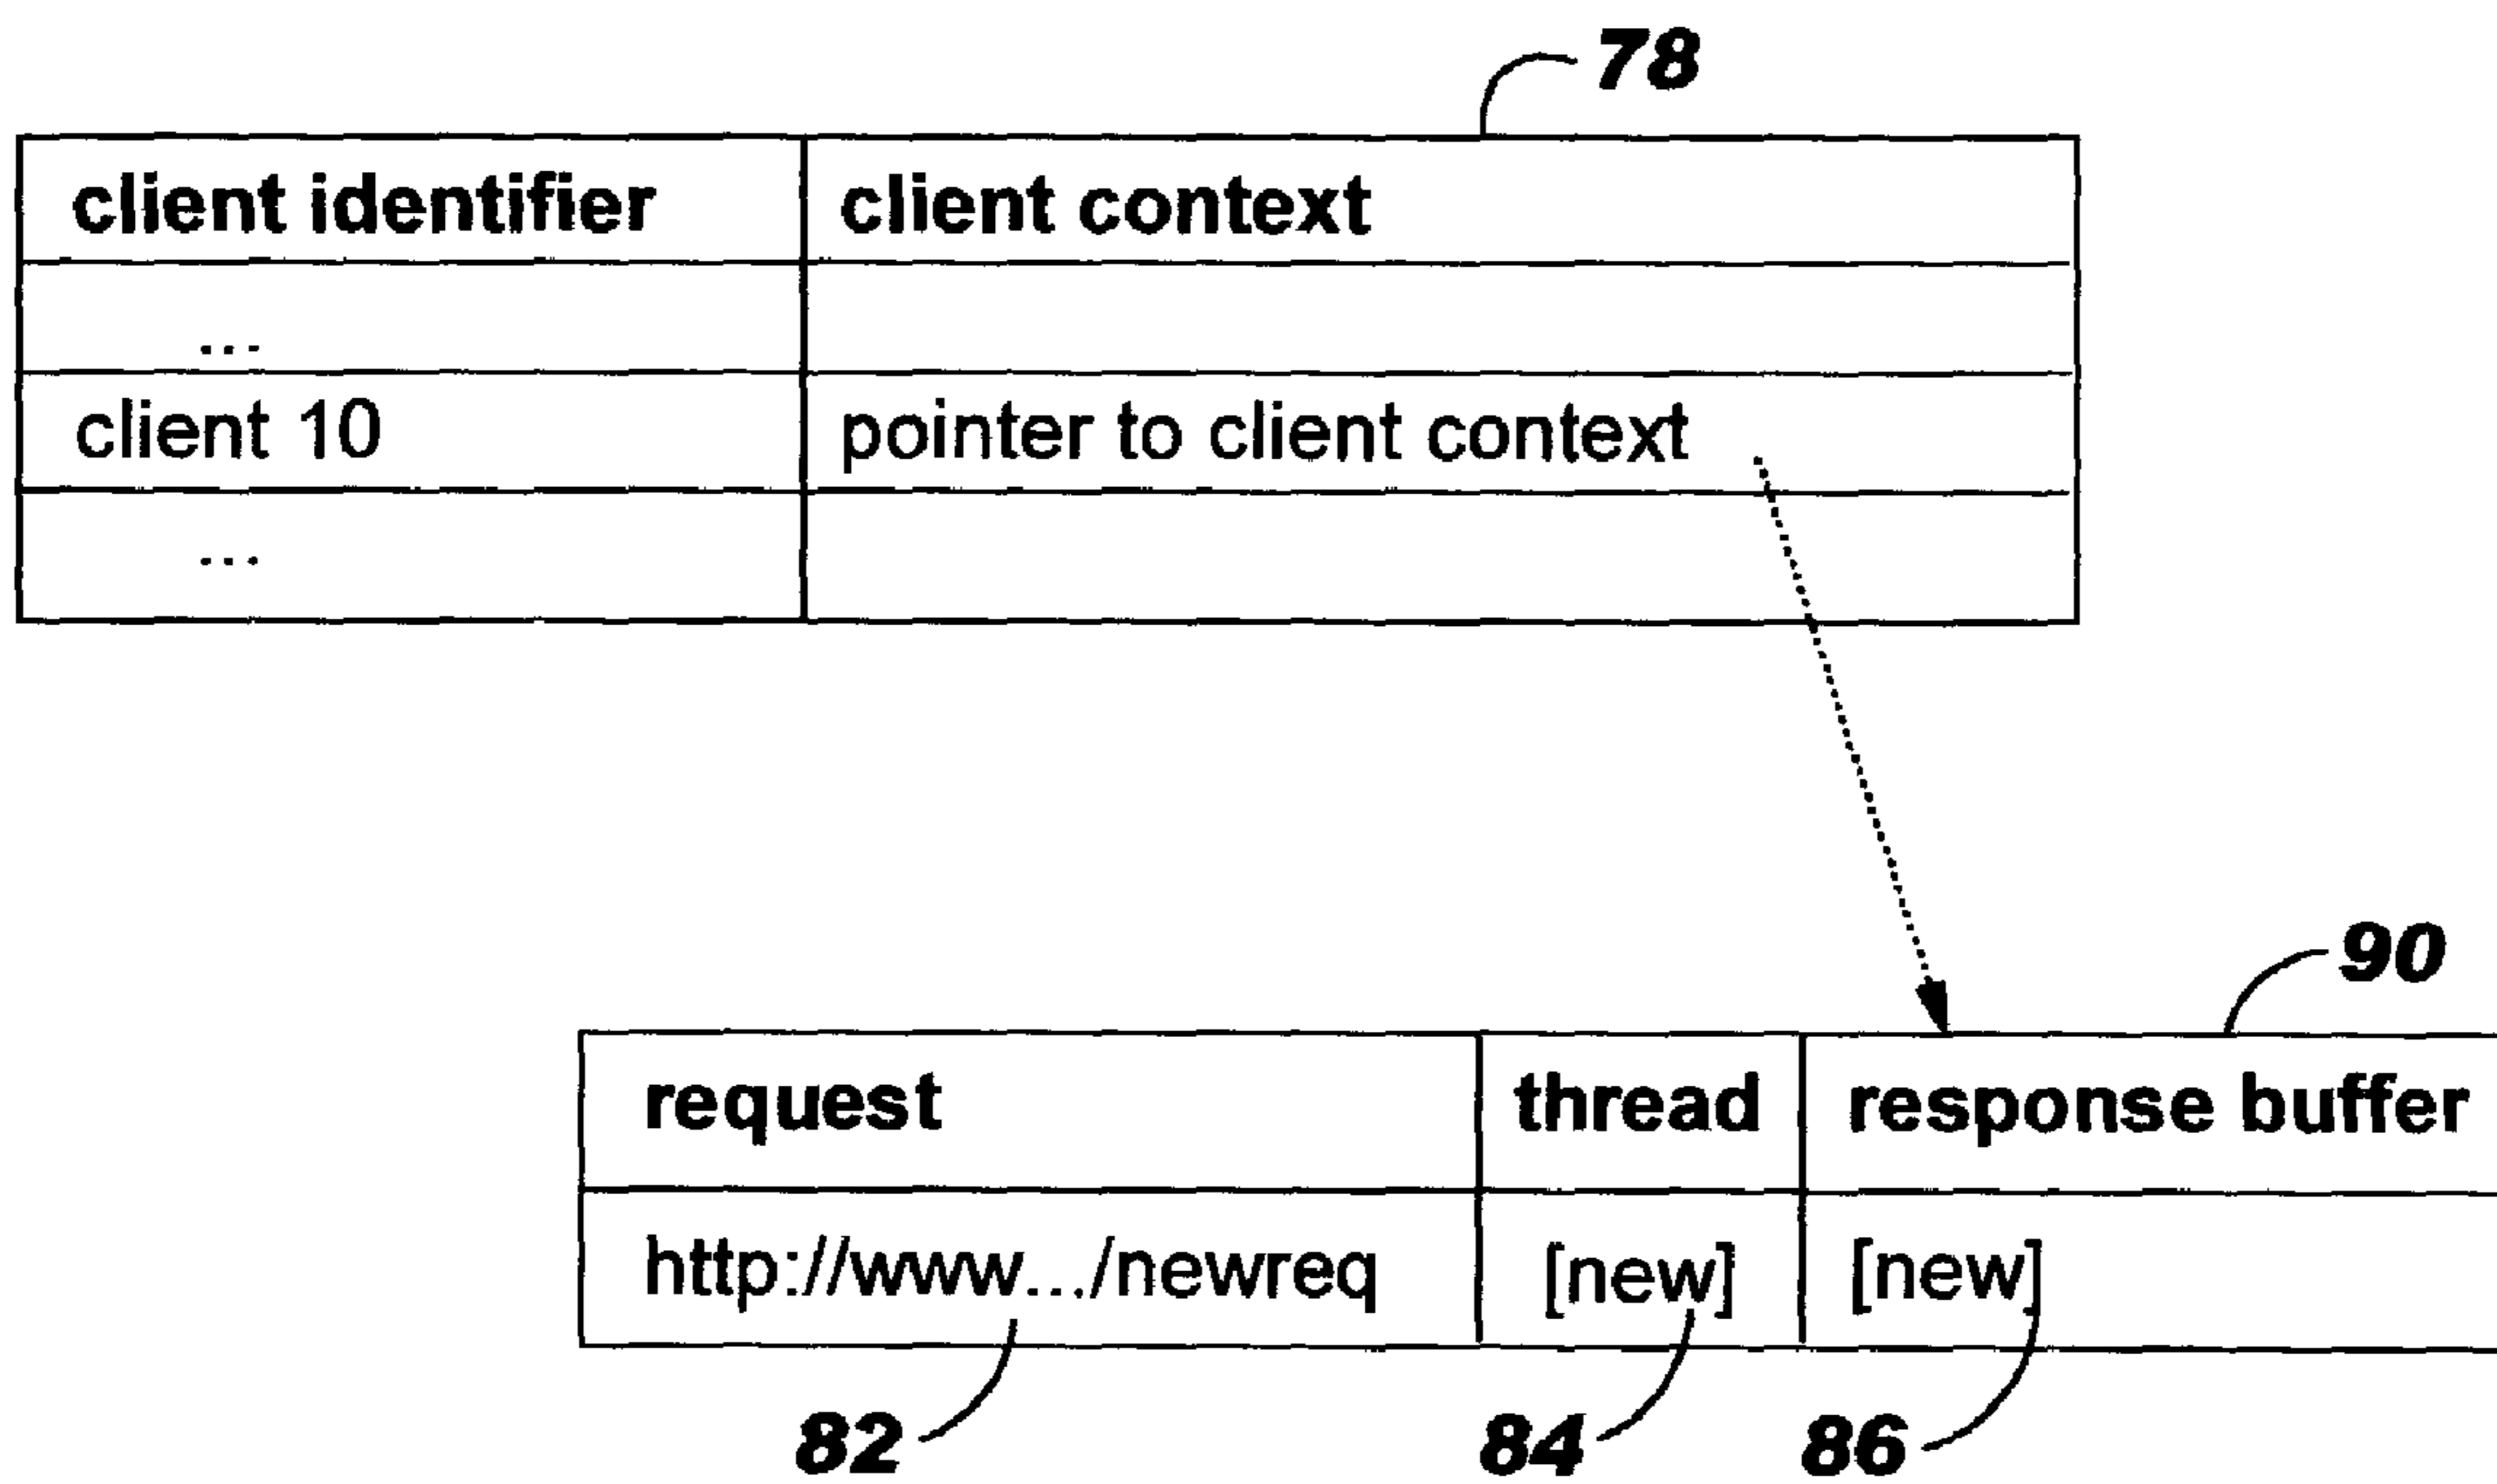 78
client identifier client context
...
client 10 pointer to client context
...
90
request thread response buffer
http://www.../newreq [new] [new]
82 84 86